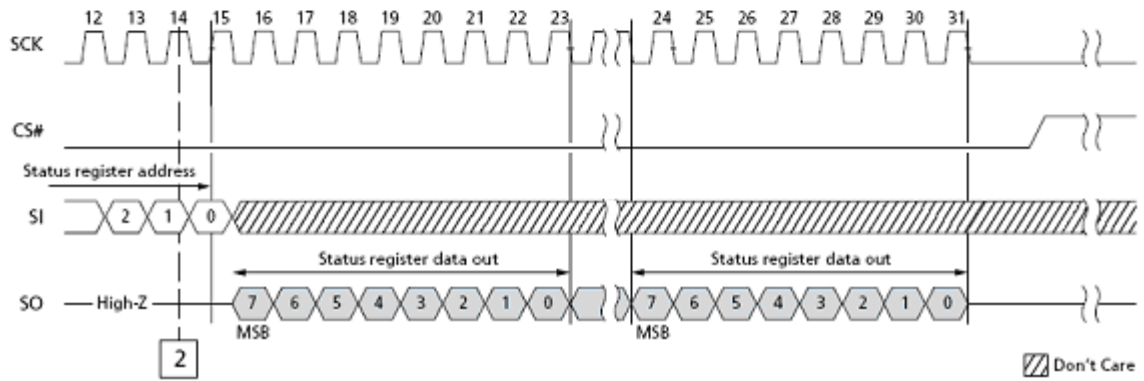 12 13 14 15 16 17 18 19 20 21 22 23 24 25 26 27 28 29 30 31
SCK
CS#
Status register address
SI 2 1 0
Status register data out Status register data out
SO High-Z 7 6 5 4 3 2 1 0 7 6 5 4 3 2 1 0
MSB MSB
2
Don't Care